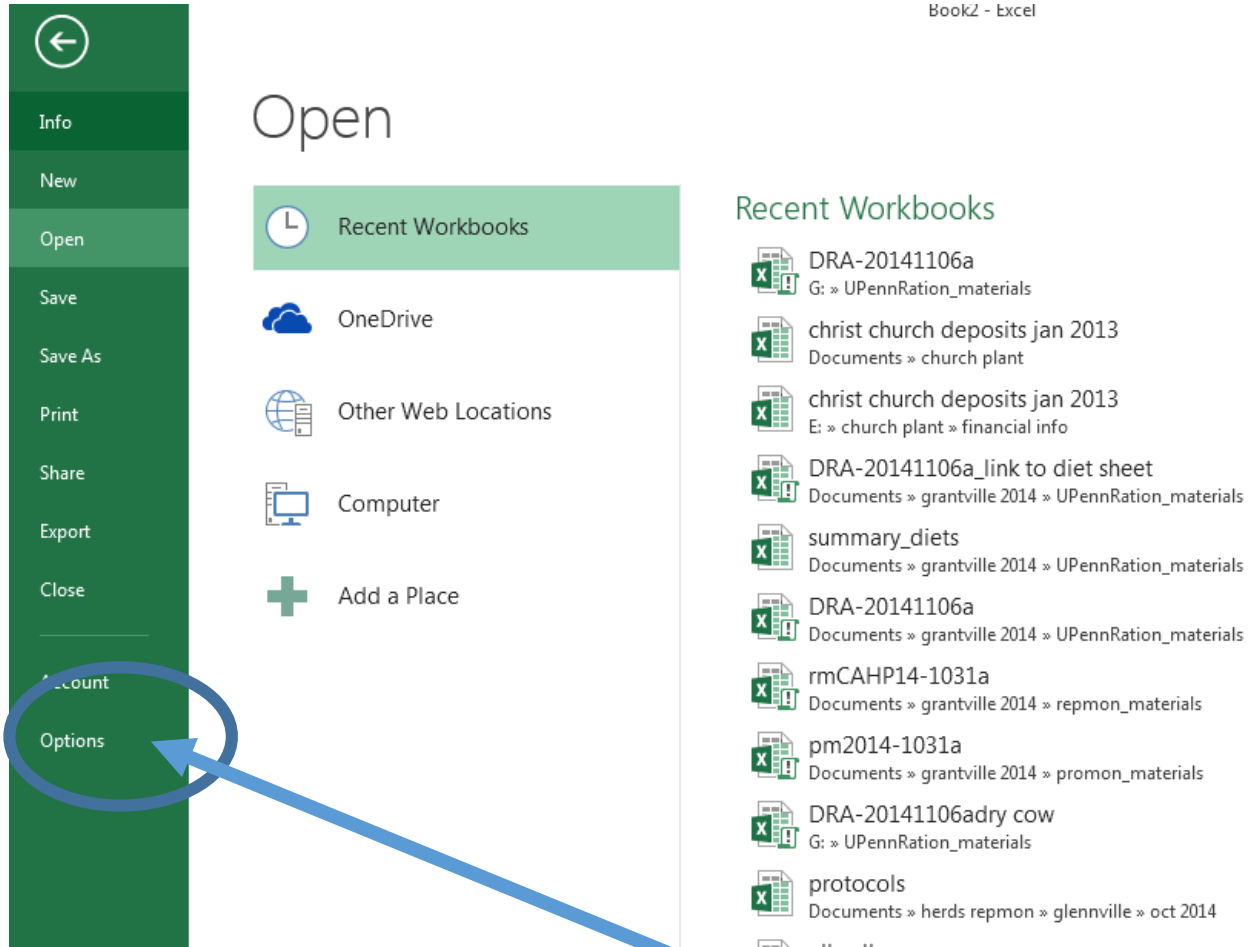 Book2 - Excel
Info
New
Open
Save
Save As
Print
Share
Export
Close
Account
Options
Open
Recent Workbooks
OneDrive
Other Web Locations
Computer
Add a Place
Recent Workbooks
DRA-20141106a
G: » UPennRation_materials
christ church deposits jan 2013
Documents » church plant
christ church deposits jan 2013
E: » church plant » financial info
DRA-20141106a_link to diet sheet
Documents » grantville 2014 » UPennRation_materials
summary_diets
Documents » grantville 2014 » UPennRation_materials
DRA-20141106a
Documents » grantville 2014 » UPennRation_materials
rmCAHP14-1031a
Documents » grantville 2014 » repmon_materials
pm2014-1031a
Documents » grantville 2014 » promon_materials
DRA-20141106adry cow
G: » UPennRation_materials
protocols
Documents » herds repmon » glennville » oct 2014